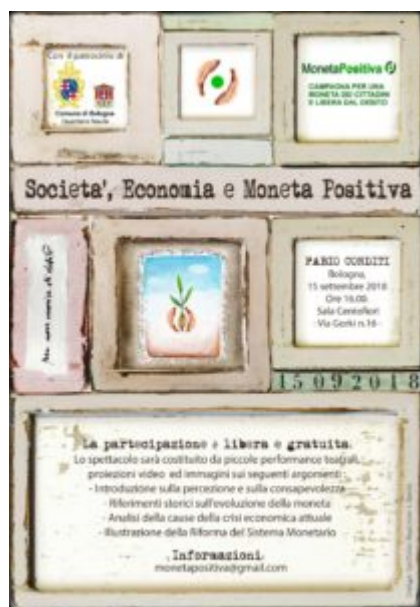 Con il patrocinio di
Comune di Bologna
Quartiere Navile
MonetaPositiva
CAMPAGNA PER UNA
MONETA DEI CITTADINI
E LIBERA DAL DEBITO
Societa', Economia e Moneta Positiva
FABIO CONDITI
Bologna,
15 settembre 2018
Ore 16.00
Sala Centofiori
Via Gorki n.16
15092018
La partecipazione e libera e gratuita
Lo spettacolo sarà costituito da piccole performance teatrali,
proiezioni video ed immagini sui seguenti argomenti:
- Introduzione sulla percezione e sulla consapevolezza
- Riferimenti storici sull'evoluzione della moneta
- Analisi della cause della crisi economica attuale
- Illustrazione della Riforma del Sistema Monetario
Informazioni
monetapositiva@gmail.com